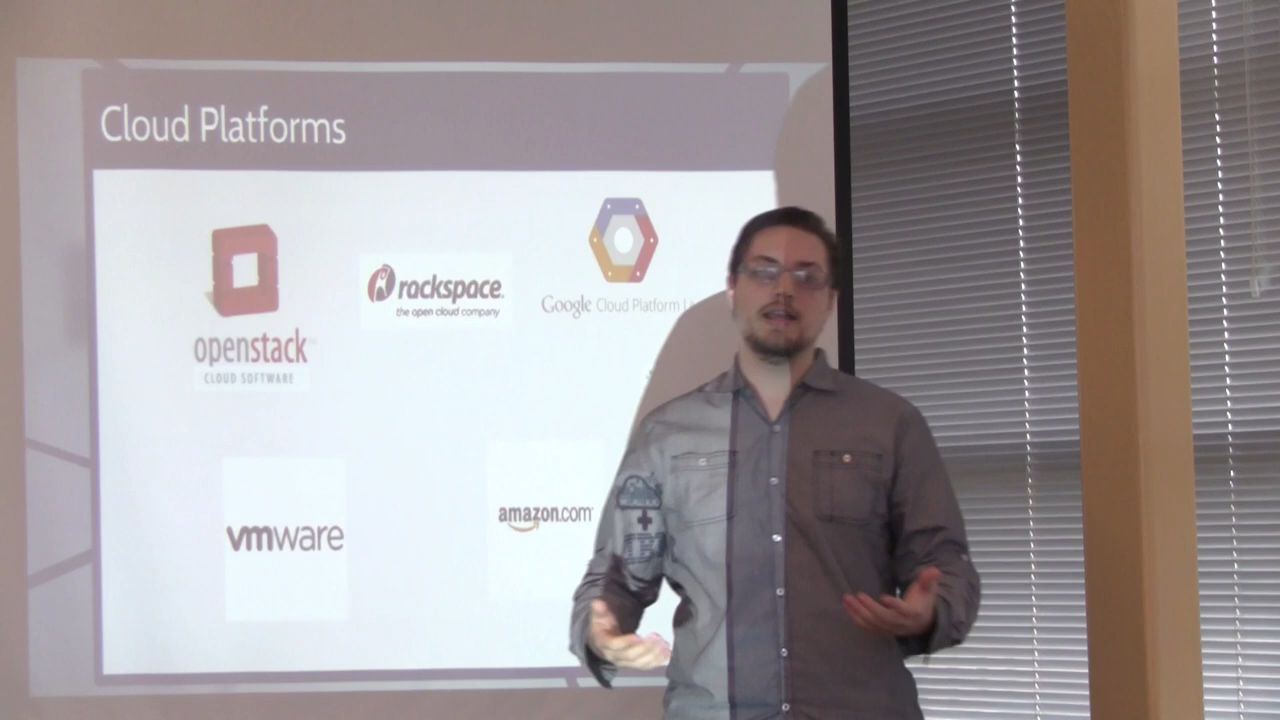 Cloud Platforms
openstack
CLOUD SOFTWARE
rackspace.
the open cloud company
Google Cloud Platform
vmware
amazon.com